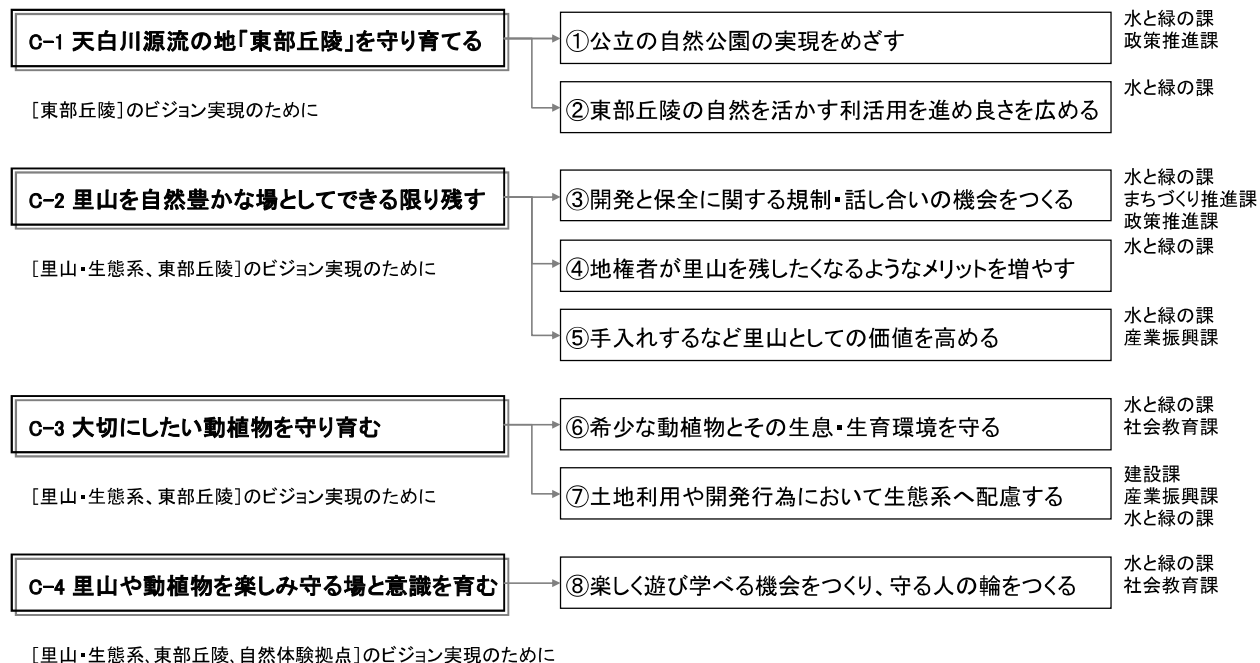 C-1 天白川源流の地「東部丘陵」を守り育てる
[東部丘陵]のビジョン実現のために
①公立の自然公園の実現をめざす
水と緑の課
政策推進課
②東部丘陵の自然を活かす利活用を進め良さを広める
水と緑の課
C-2 里山を自然豊かな場としてできる限り残す
[里山・生態系、東部丘陵]のビジョン実現のために
③開発と保全に関する規制・話し合いの機会をつくる
水と緑の課
まちづくり推進課
政策推進課
④地権者が里山を残したくなるようなメリットを増やす
水と緑の課
⑤手入れするなど里山としての価値を高める
水と緑の課
産業振興課
C-3 大切にしたい動植物を守り育む
[里山・生態系、東部丘陵]のビジョン実現のために
⑥希少な動植物とその生息・生育環境を守る
水と緑の課
社会教育課
⑦土地利用や開発行為において生態系へ配慮する
建設課
産業振興課
水と緑の課
C-4 里山や動植物を楽しみ守る場と意識を育む
[里山・生態系、東部丘陵、自然体験拠点]のビジョン実現のために
⑧楽しく遊び学べる機会をつくり、守る人の輪をつくる
水と緑の課
社会教育課